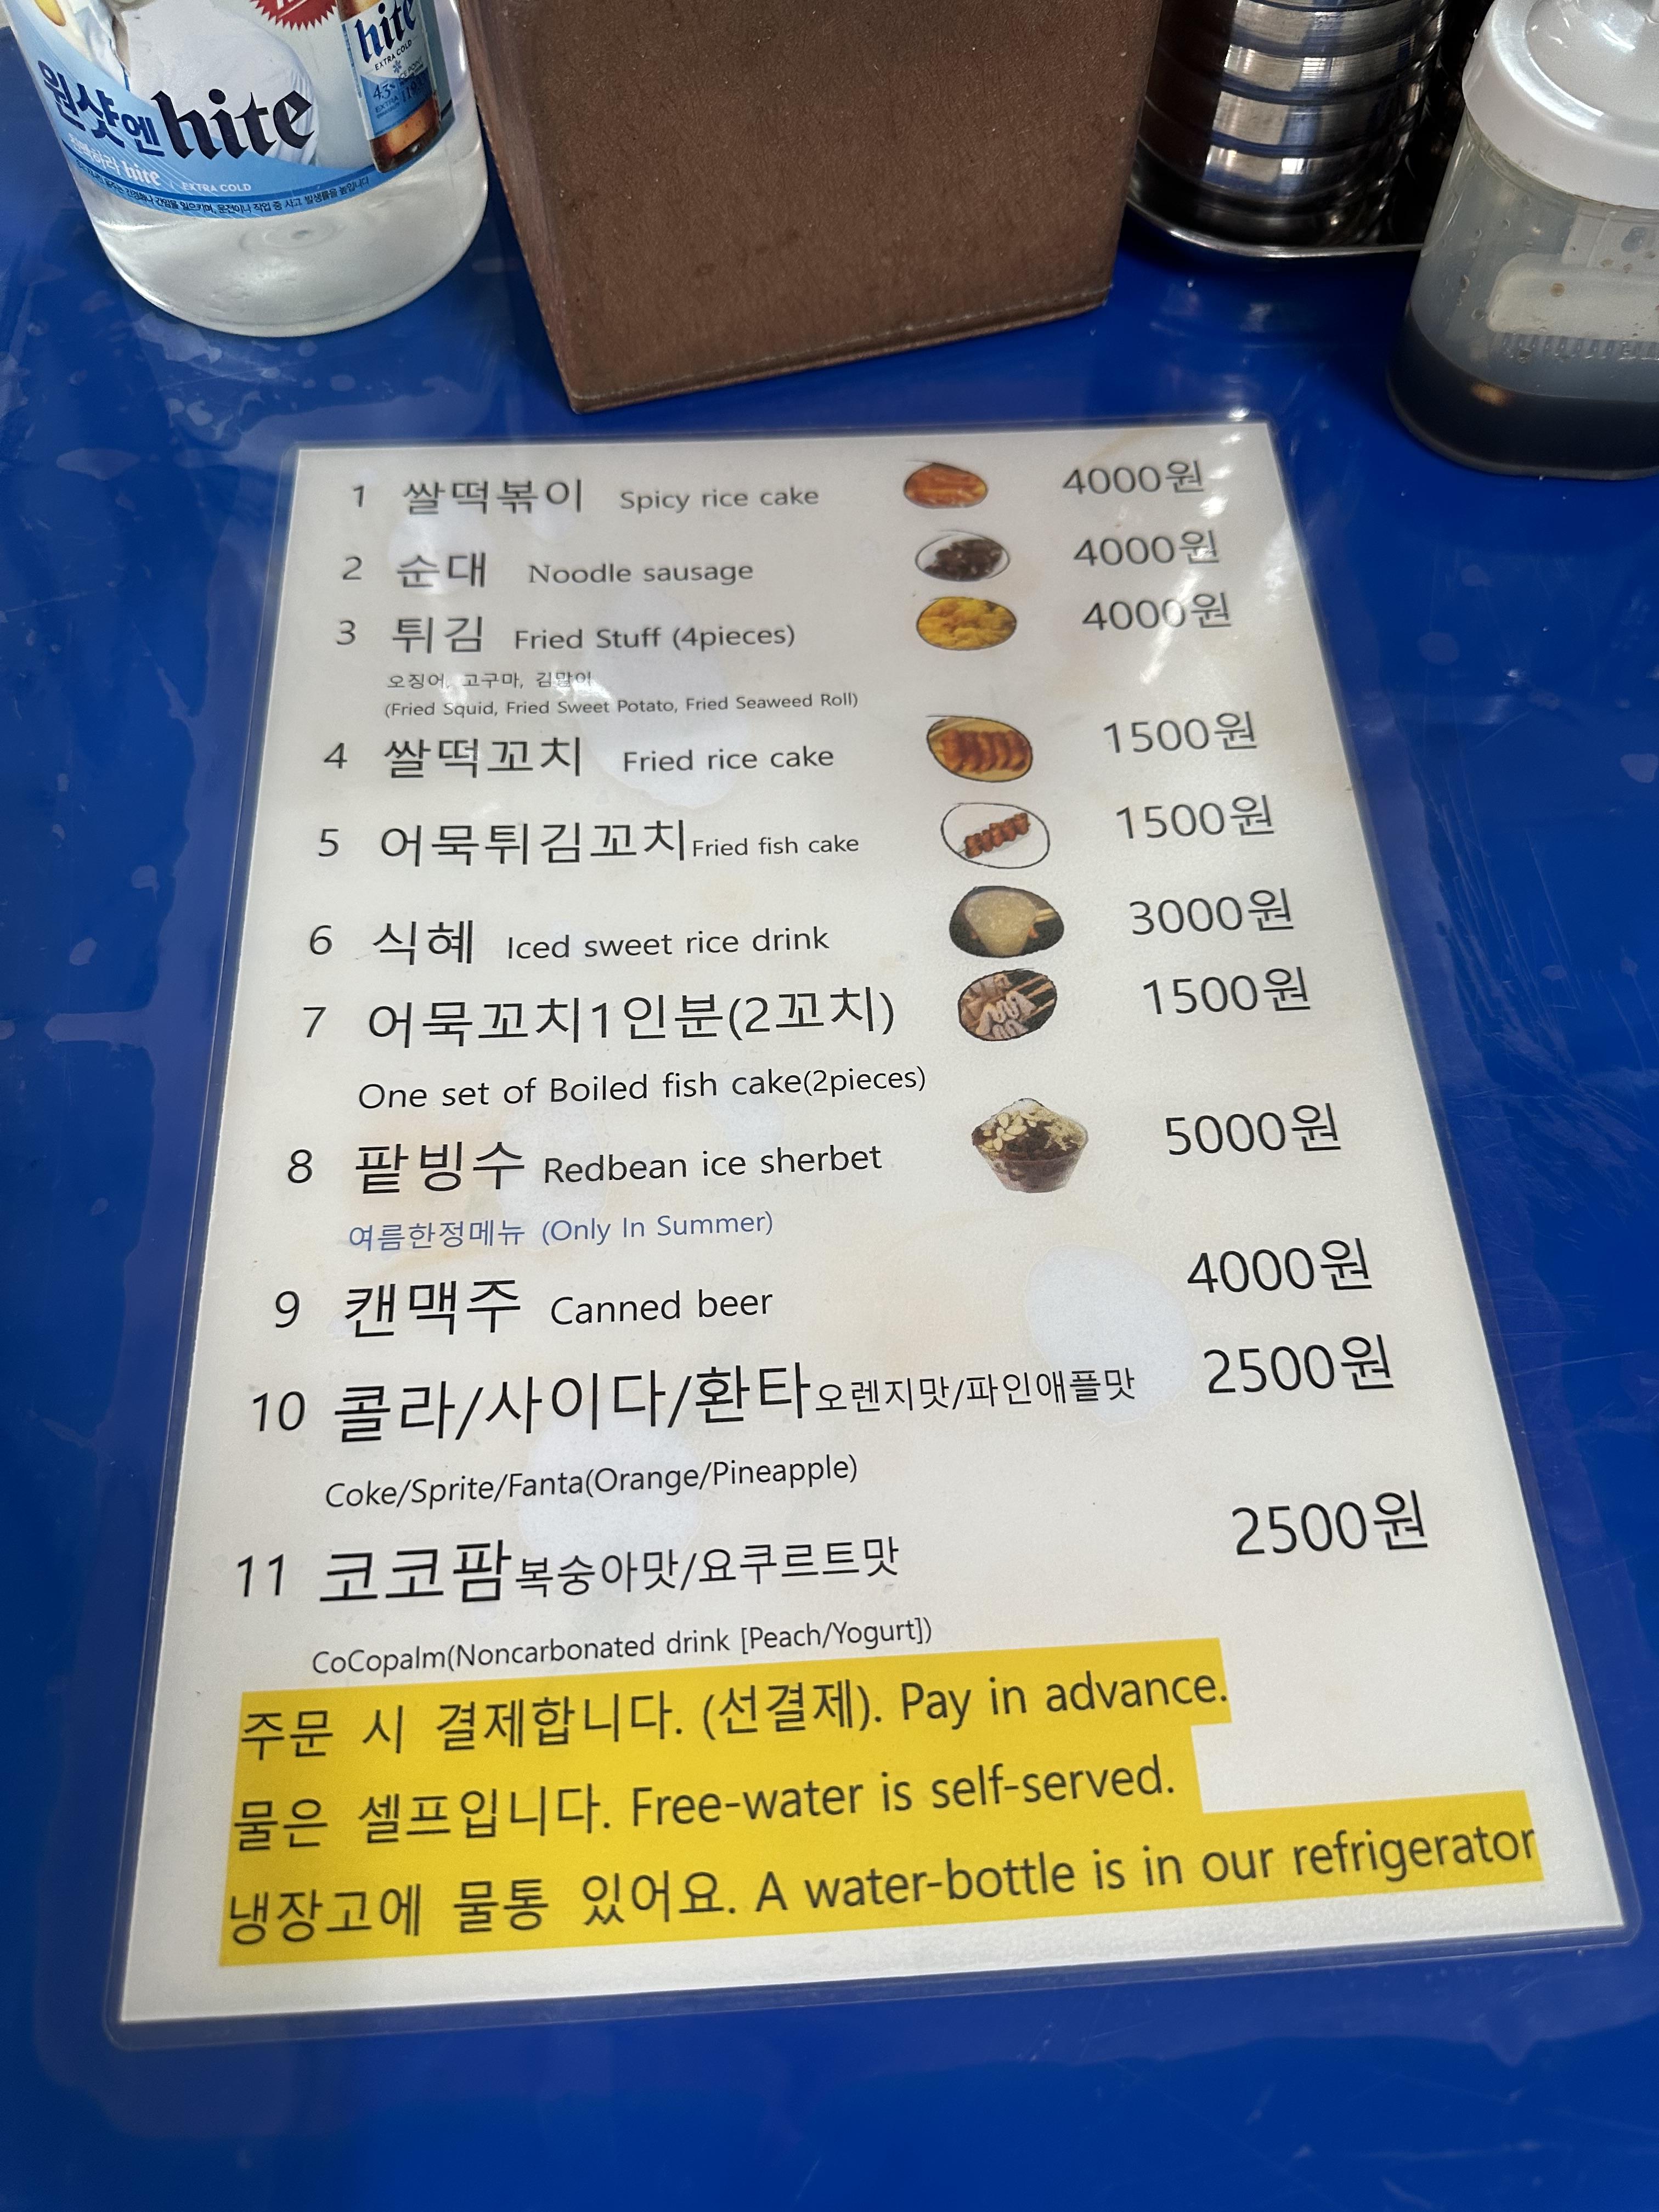 원샷엔 hite
hite
EXTRA COLD
hite
EXTRA COLD
1 쌀떡볶이 Spicy rice cake 4000원
2 순대 Noodle sausage 4000원
3 튀김 Fried Stuff (4pieces) 4000원
오징어, 고구마, 김말이
(Fried Squid, Fried Sweet Potato, Fried Seaweed Roll)
4 쌀떡꼬치 Fried rice cake 1500원
5 어묵튀김꼬치 Fried fish cake 1500원
6 식혜 Iced sweet rice drink 3000원
7 어묵꼬치1인분(2꼬치) 1500원
One set of Boiled fish cake(2pieces)
8 팥빙수 Redbean ice sherbet 5000원
여름한정메뉴 (Only In Summer)
9 캔맥주 Canned beer 4000원
10 콜라/사이다/환타오렌지맛/파인애플맛 2500원
Coke/Sprite/Fanta(Orange/Pineapple)
11 코코팜복숭아맛/요쿠르트맛 2500원
CoCopalm(Noncarbonated drink [Peach/Yogurt])
주문 시 결제합니다. (선결제). Pay in advance.
물은 셀프입니다. Free-water is self-served.
냉장고에 물통 있어요. A water-bottle is in our refrigerator